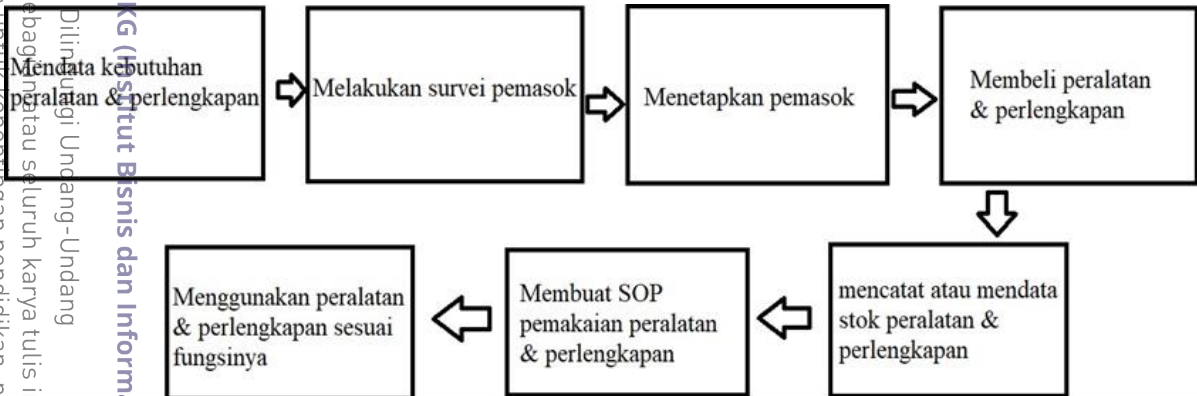 Mendata kebutuhan
peralatan & perlengkapan
Melakukan survei pemasok
Menetapkan pemasok
Membeli peralatan
& perlengkapan
mencatat atau mendata
stok peralatan &
perlengkapan
Membuat SOP
pemakaian peralatan
& perlengkapan
Menggunakan peralatan
& perlengkapan sesuai
fungsinya
KG (Institut Bisnis dan Inform
Dilindungi Undang-Undang
atau seluruh karya tulis i